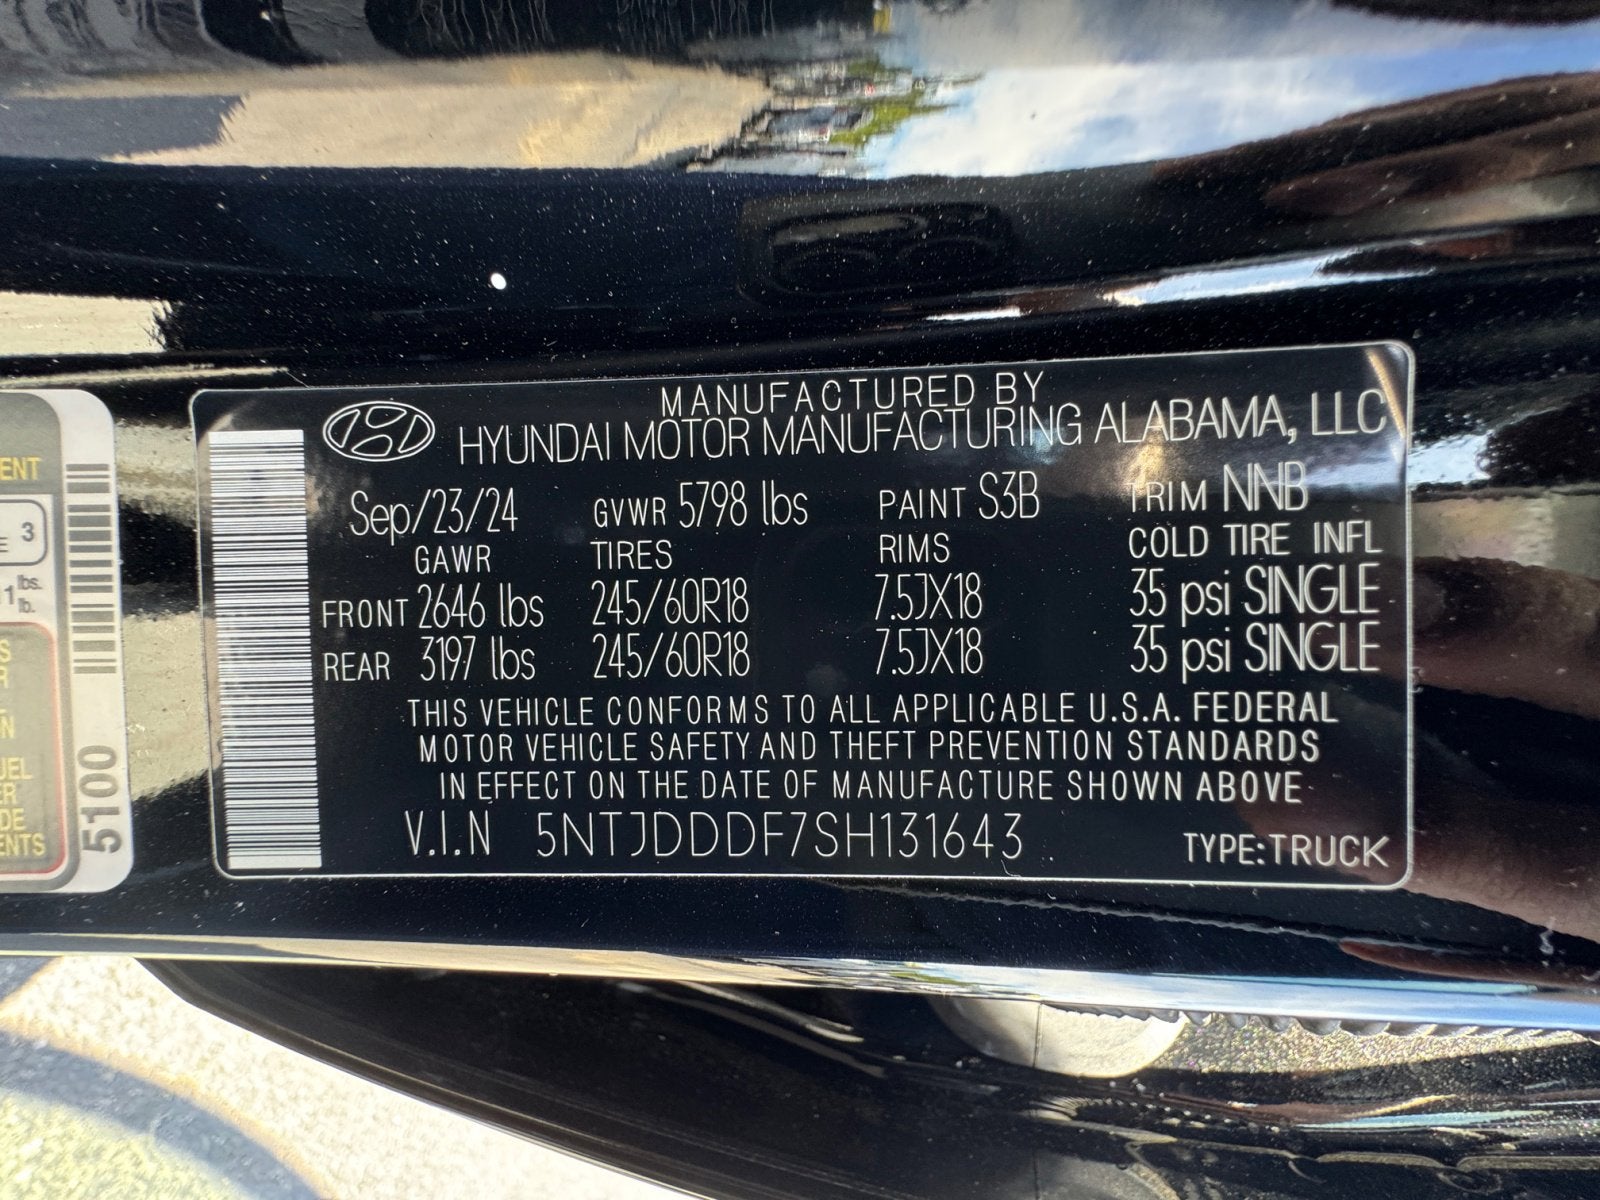 MANUFACTURED BY
HYUNDAI MOTOR MANUFACTURING ALABAMA, LLC
Sep/23/24 GVWR 5798 lbs PAINT S3B TRIM NNB
GAWR TIRES RIMS COLD TIRE INFL
FRONT 2646 lbs 245/60R18 7.5JX18 35 psi SINGLE
REAR 3197 lbs 245/60R18 7.5JX18 35 psi SINGLE
THIS VEHICLE CONFORMS TO ALL APPLICABLE U.S.A. FEDERAL
MOTOR VEHICLE SAFETY AND THEFT PREVENTION STANDARDS
IN EFFECT ON THE DATE OF MANUFACTURE SHOWN ABOVE
V.I.N 5NTJDDDF7SH131643 TYPE:TRUCK
5100
3
lbs.
lb.